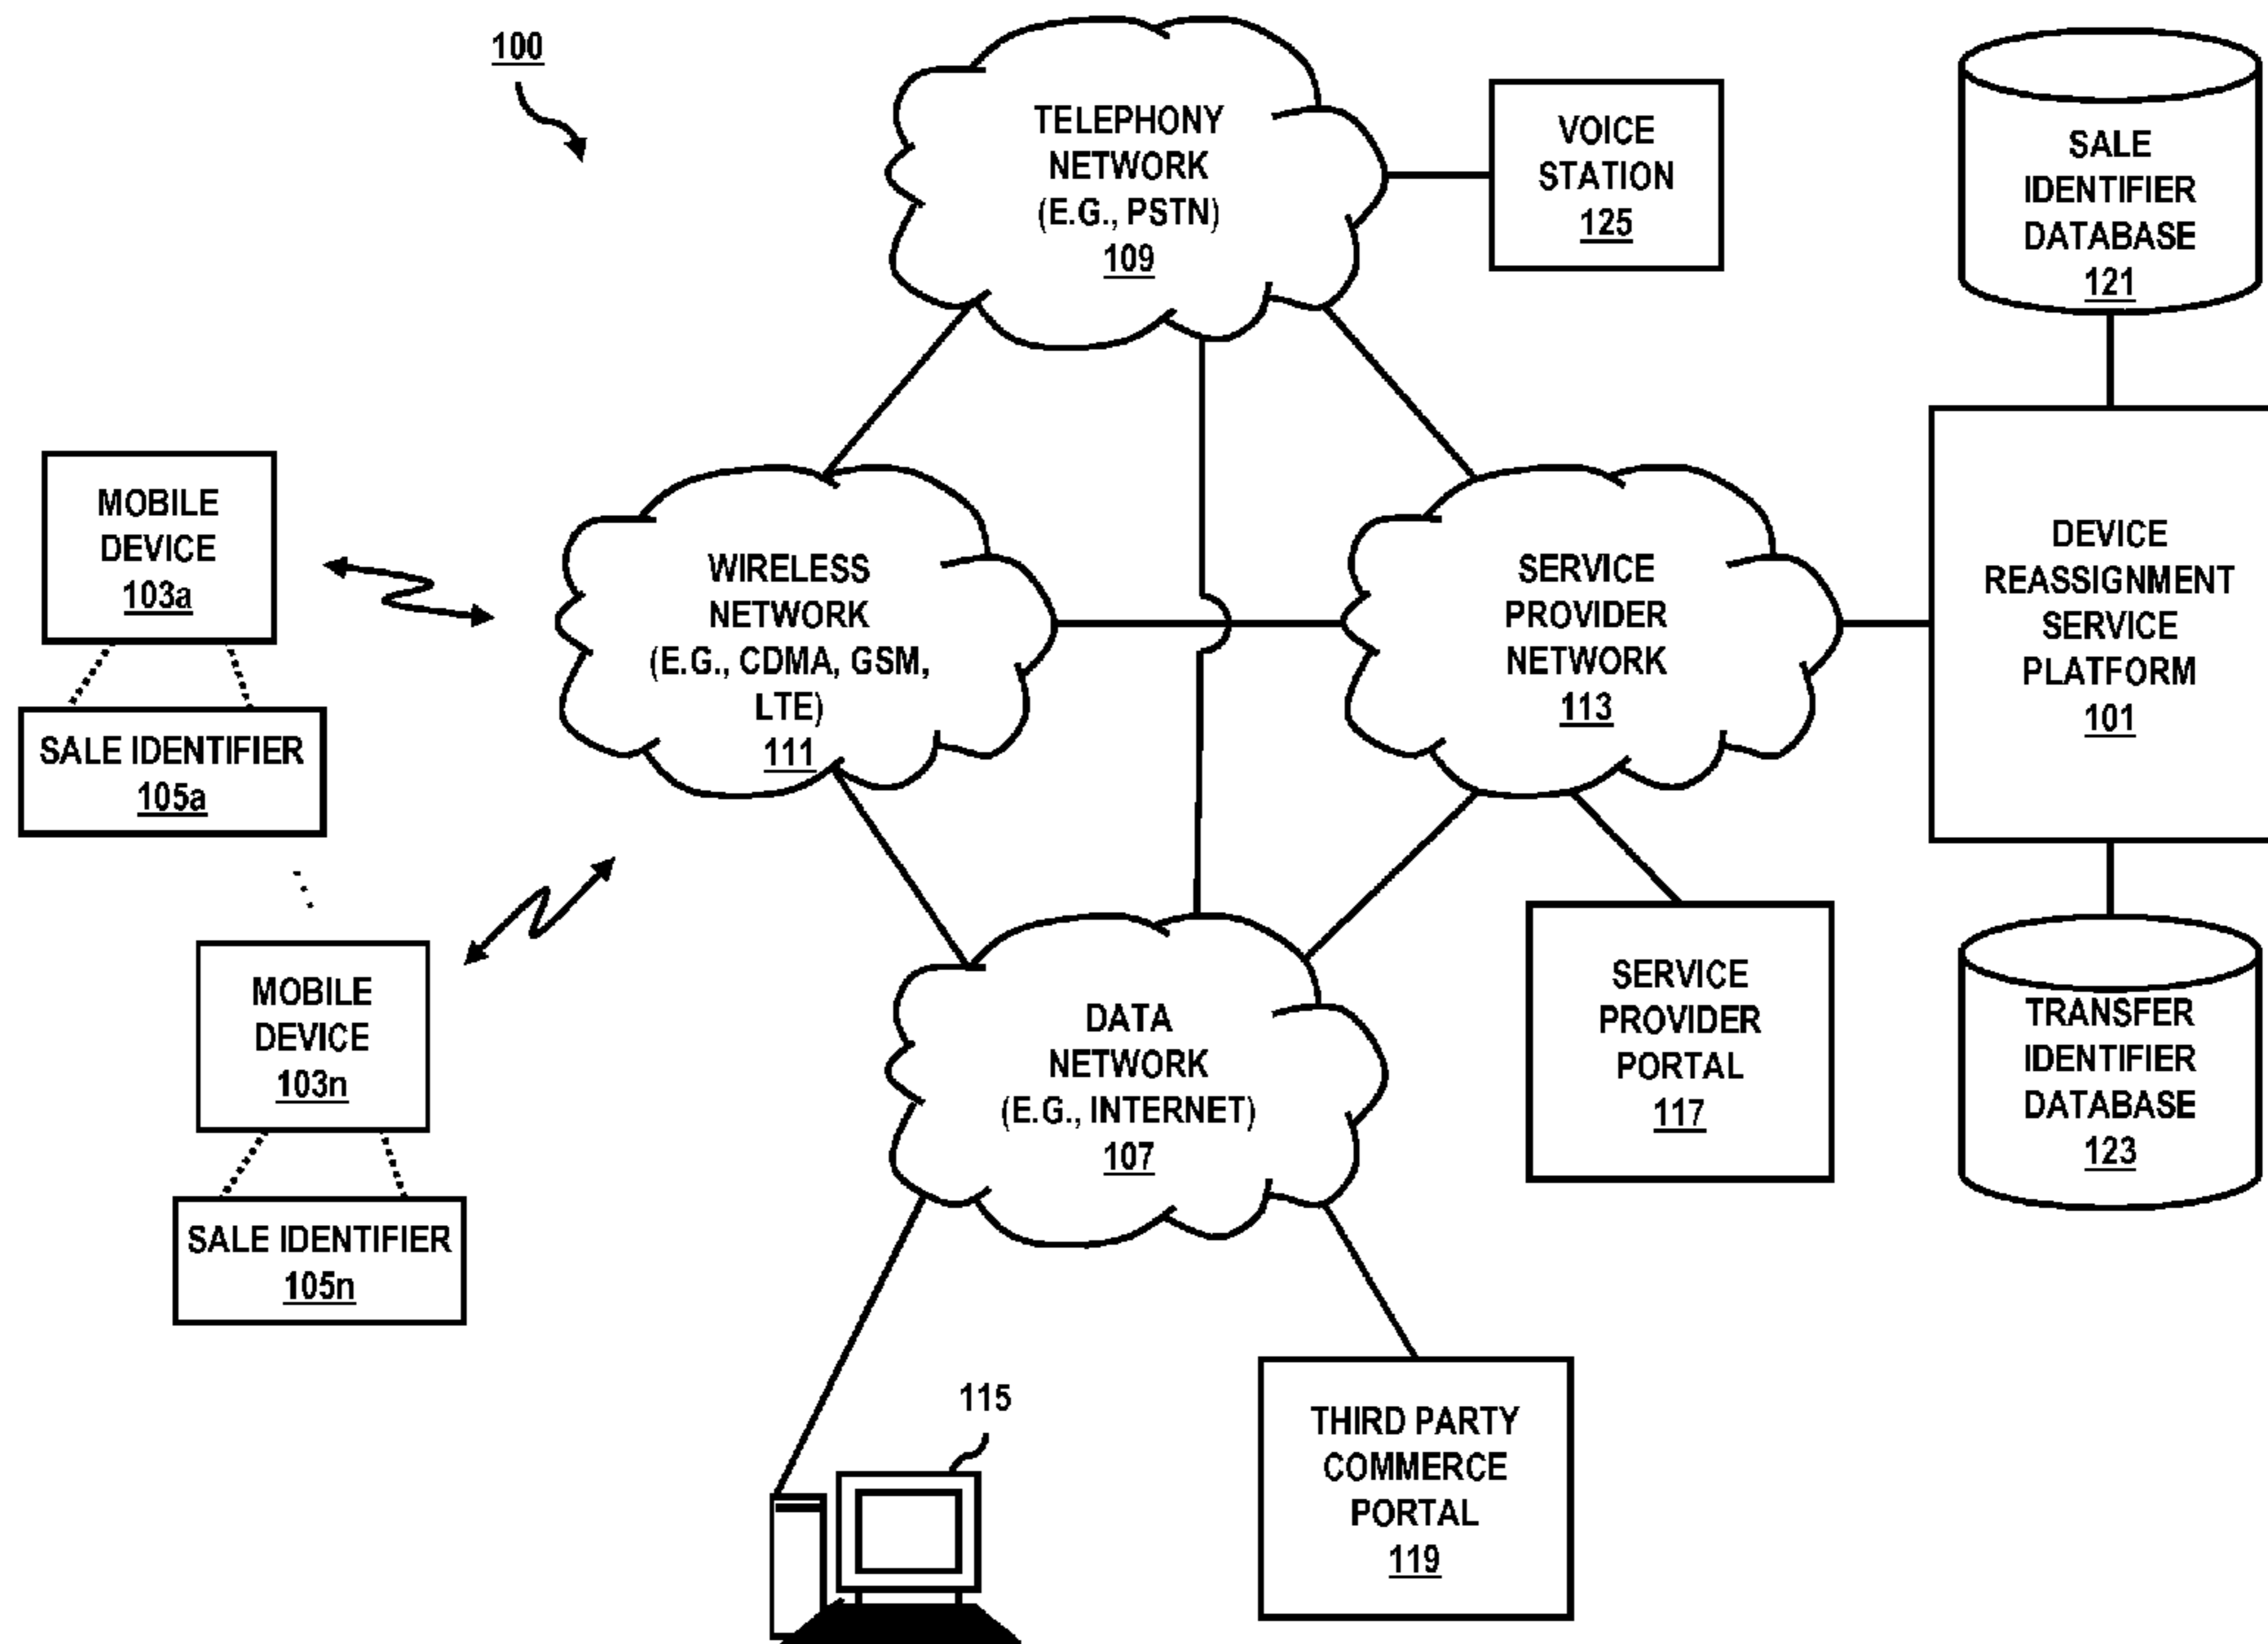 100
TELEPHONY
NETWORK
(E.G., PSTN)
109
VOICE
STATION
125
SALE
IDENTIFIER
DATABASE
121
MOBILE
DEVICE
103a
SALE IDENTIFIER
105a
WIRELESS
NETWORK
(E.G., CDMA, GSM,
LTE)
111
SERVICE
PROVIDER
NETWORK
113
DEVICE
REASSIGNMENT
SERVICE
PLATFORM
101
MOBILE
DEVICE
103n
SALE IDENTIFIER
105n
DATA
NETWORK
(E.G., INTERNET)
107
SERVICE
PROVIDER
PORTAL
117
TRANSFER
IDENTIFIER
DATABASE
123
115
THIRD PARTY
COMMERCE
PORTAL
119